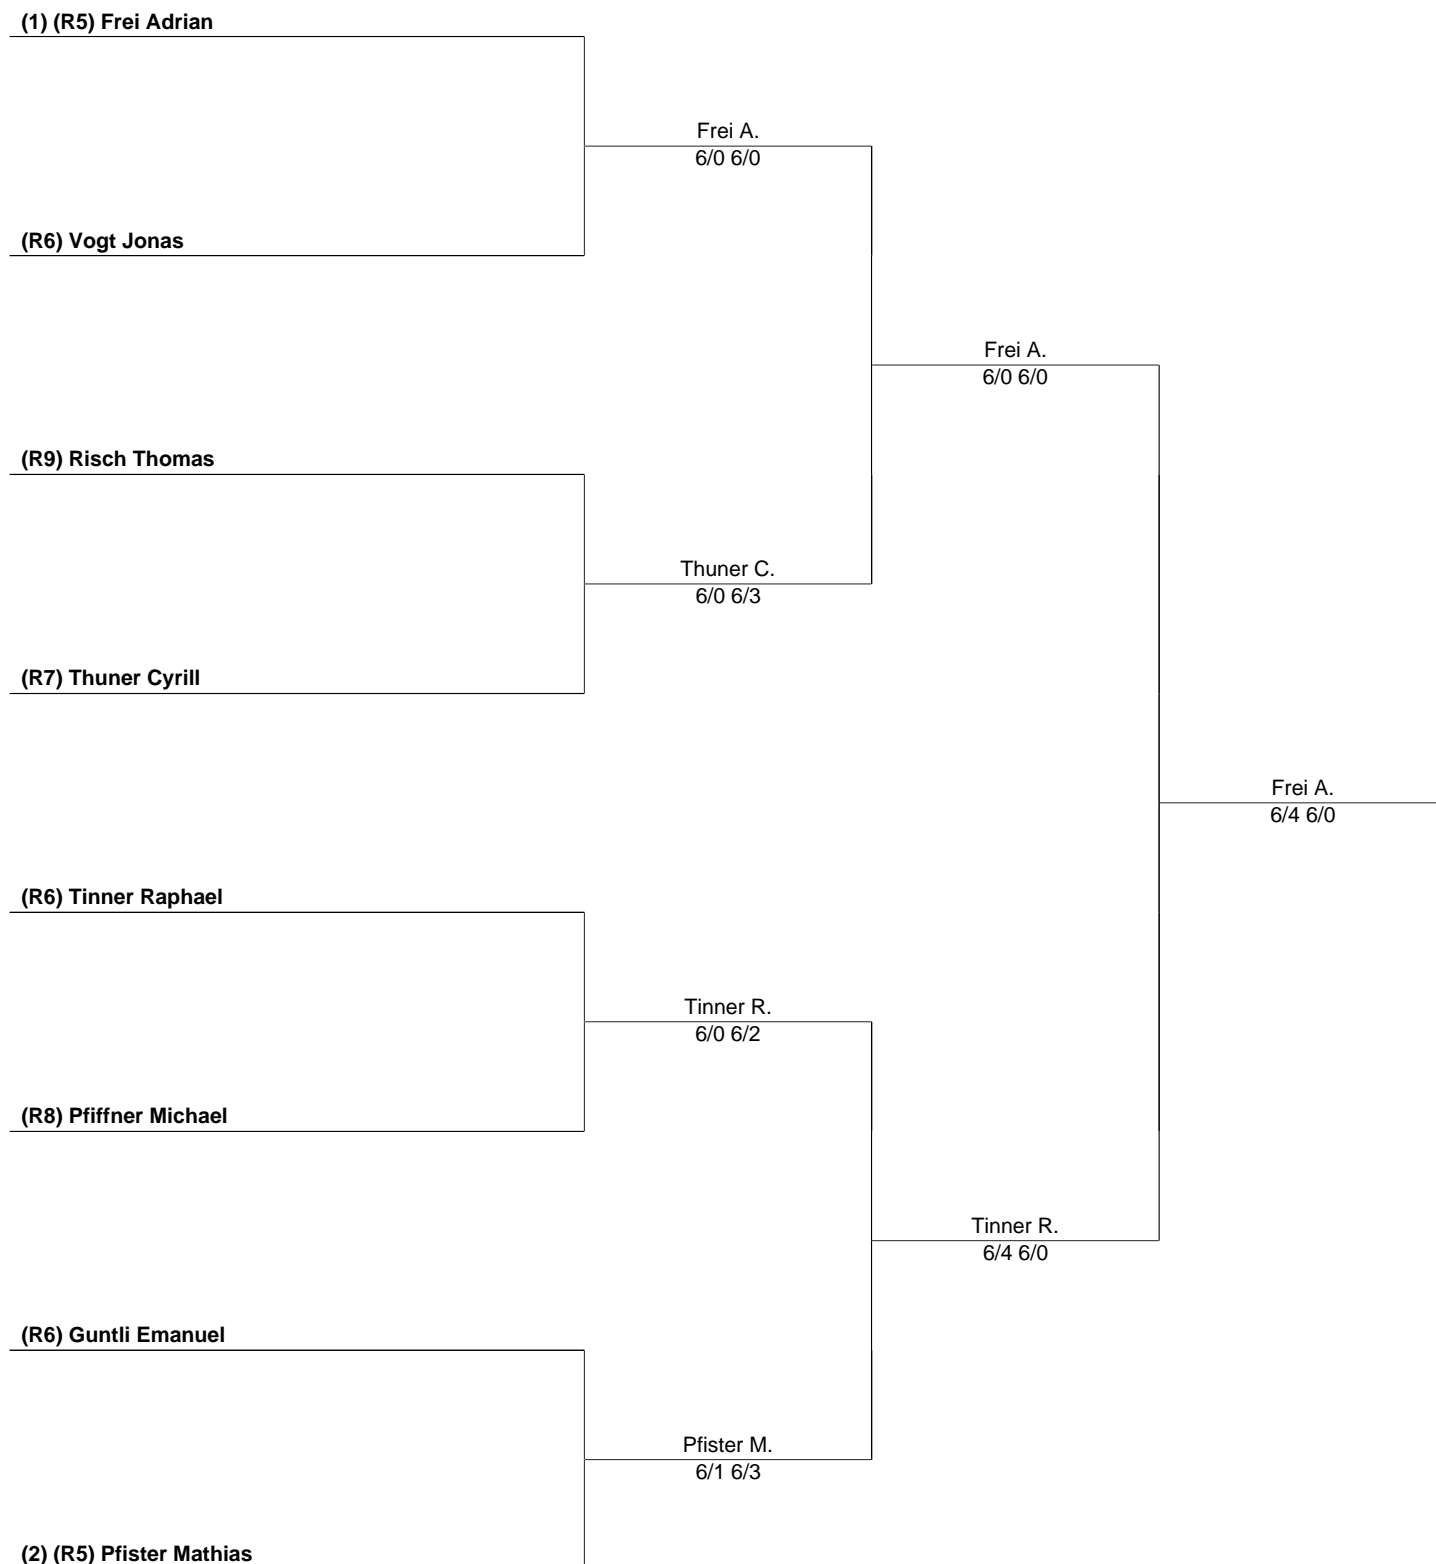 (1) (R5) Frei Adrian
Frei A.
6/0 6/0
(R6) Vogt Jonas
Frei A.
6/0 6/0
(R9) Risch Thomas
Thuner C.
6/0 6/3
(R7) Thuner Cyrill
Frei A.
6/4 6/0
(R6) Tinner Raphael
Tinner R.
6/0 6/2
(R8) Pfiffner Michael
Tinner R.
6/4 6/0
(R6) Guntli Emanuel
Pfister M.
6/1 6/3
(2) (R5) Pfister Mathias